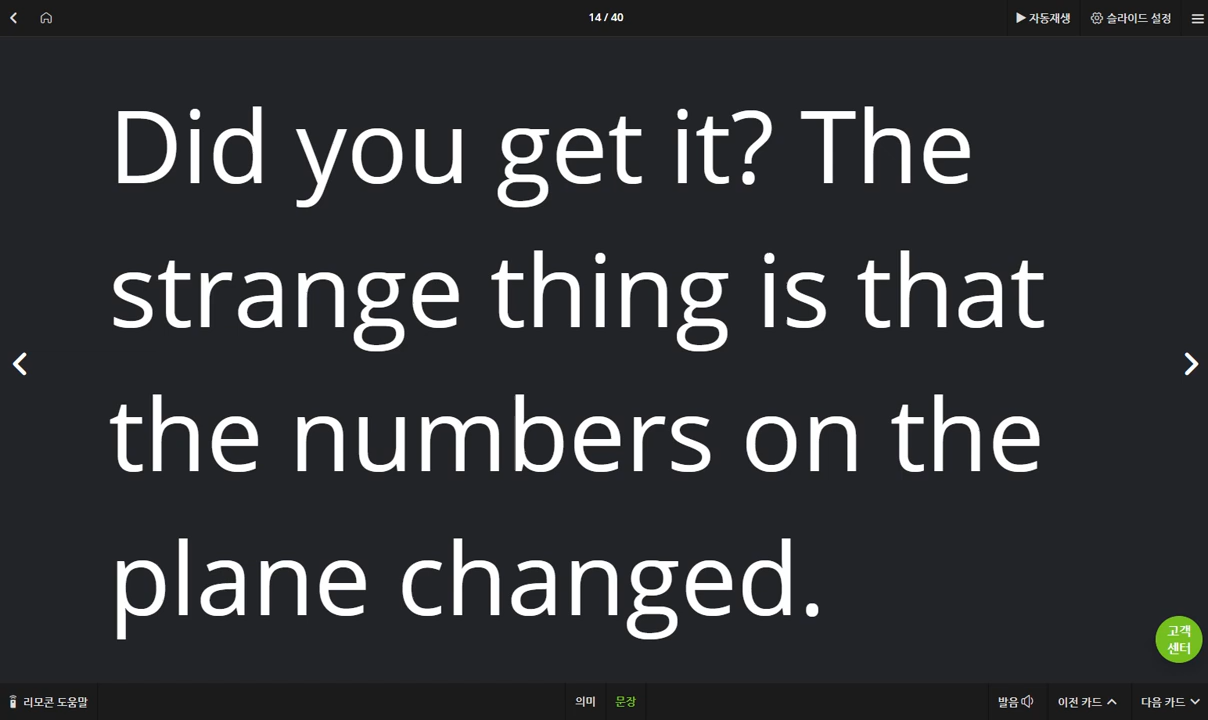 14 / 40
자동재생
슬라이드 설정
Did you get it? The
strange thing is that
the numbers on the
plane changed.
고객
센터
리모콘 도움말
의미
문장
발음
이전 카드
다음 카드